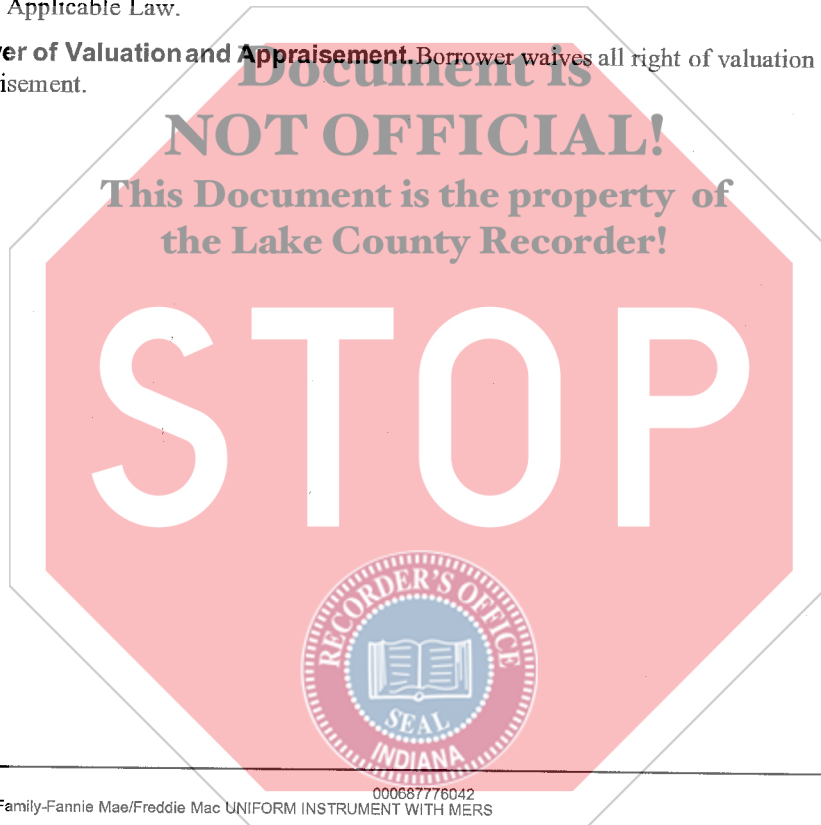 Applicable Law.
er of Valuation and Appraisement. Borrower waives all right of valuation
isement.
Document is
NOT OFFICIAL!
This Document is the property of
the Lake County Recorder!
STOP
RECORDER'S OFFICE
SEAL
INDIANA
000687776042
Family-Fannie Mae/Freddie Mac UNIFORM INSTRUMENT WITH MERS